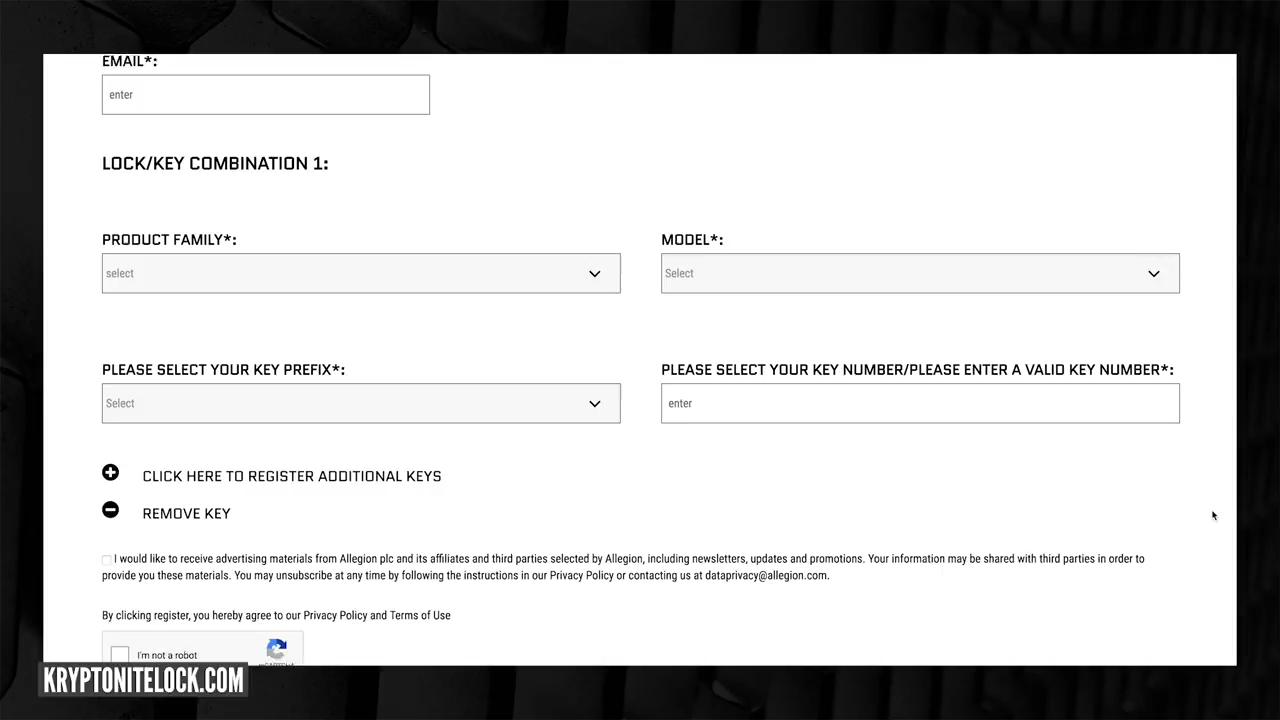 EMAIL*:
enter
LOCK/KEY COMBINATION 1:
PRODUCT FAMILY*:
MODEL*:
select
Select
PLEASE SELECT YOUR KEY PREFIX*:
PLEASE SELECT YOUR KEY NUMBER/PLEASE ENTER A VALID KEY NUMBER*:
Select
enter
CLICK HERE TO REGISTER ADDITIONAL KEYS
REMOVE KEY
I would like to receive advertising materials from Allegion plc and its affiliates and third parties selected by Allegion, including newsletters, updates and promotions. Your information may be shared with third parties in order to
provide you these materials. You may unsubscribe at any time by following the instructions in our Privacy Policy or contacting us at dataprivacy@allegion.com.
By clicking register, you hereby agree to our Privacy Policy and Terms of Use
I'm not a robot
KRYPTONITELOCK.COM